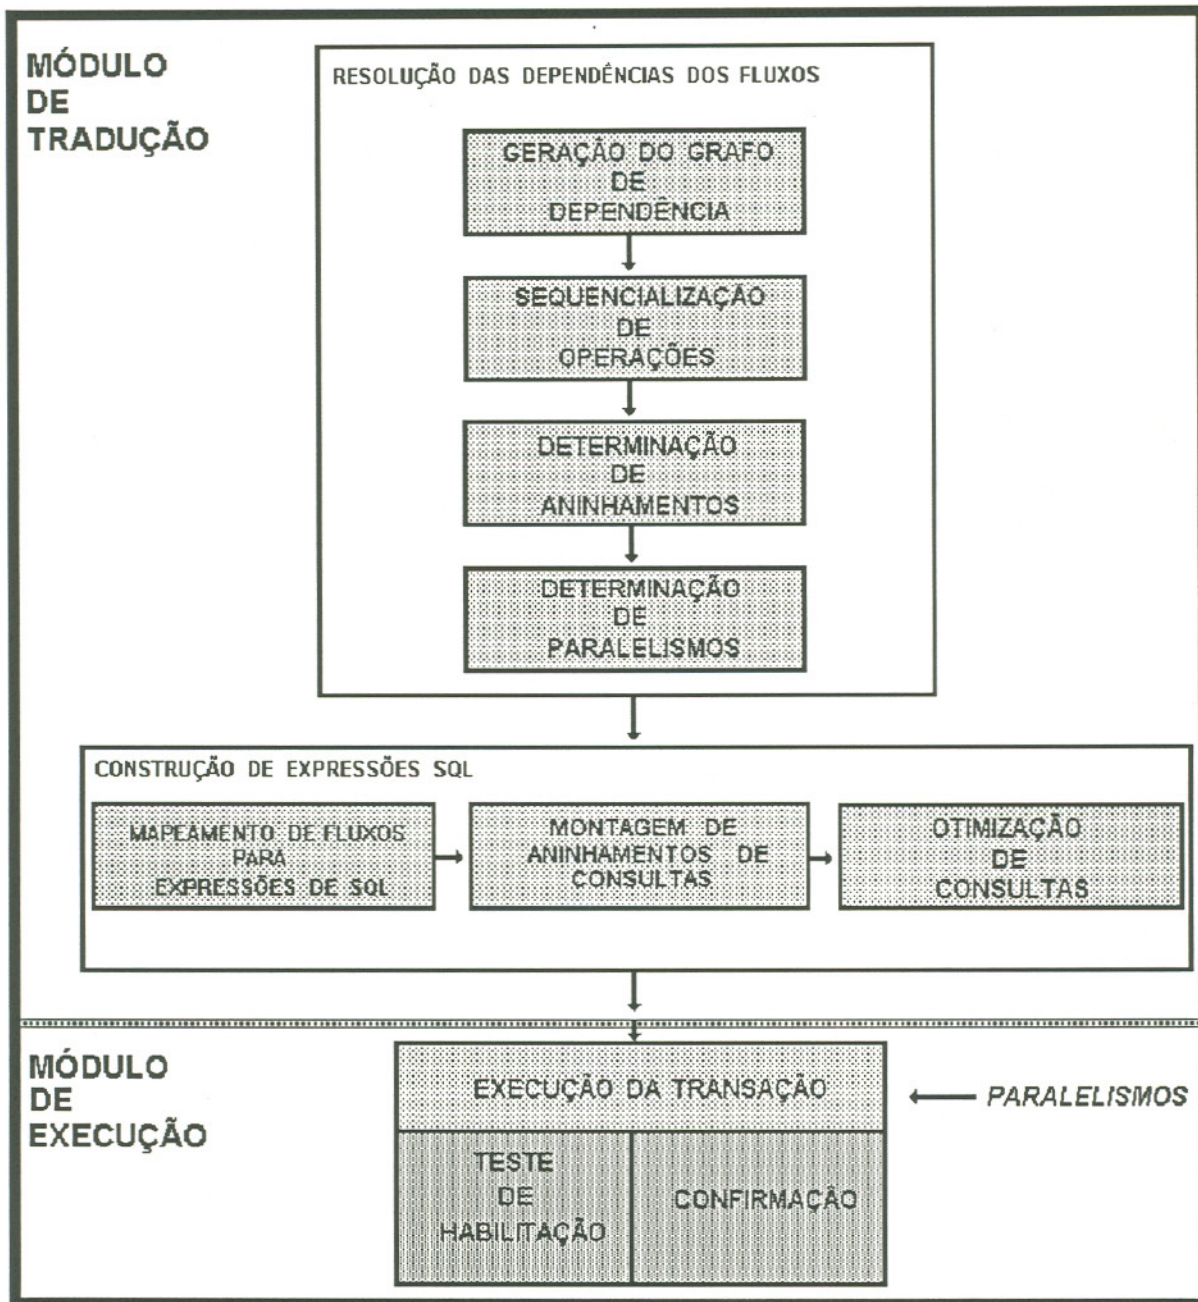 MÓDULO
DE
TRADUÇÃO
RESOLUÇÃO DAS DEPENDÊNCIAS DOS FLUXOS
GERAÇÃO DO GRAFO
DE
DEPENDÊNCIA
SEQUENCIALIZAÇÃO
DE
OPERAÇÕES
DETERMINAÇÃO
DE
ANINHAMENTOS
DETERMINAÇÃO
DE
PARALELISMOS
CONSTRUÇÃO DE EXPRESSÕES SQL
MAPEAMENTO DE FLUXOS
PARA
EXPRESSÕES DE SQL
MONTAGEM DE
ANINHAMENTOS DE
CONSULTAS
OTIMIZAÇÃO
DE
CONSULTAS
MÓDULO
DE
EXECUÇÃO
EXECUÇÃO DA TRANSAÇÃO
PARALELISMOS
TESTE
DE
HABILITAÇÃO
CONFIRMAÇÃO